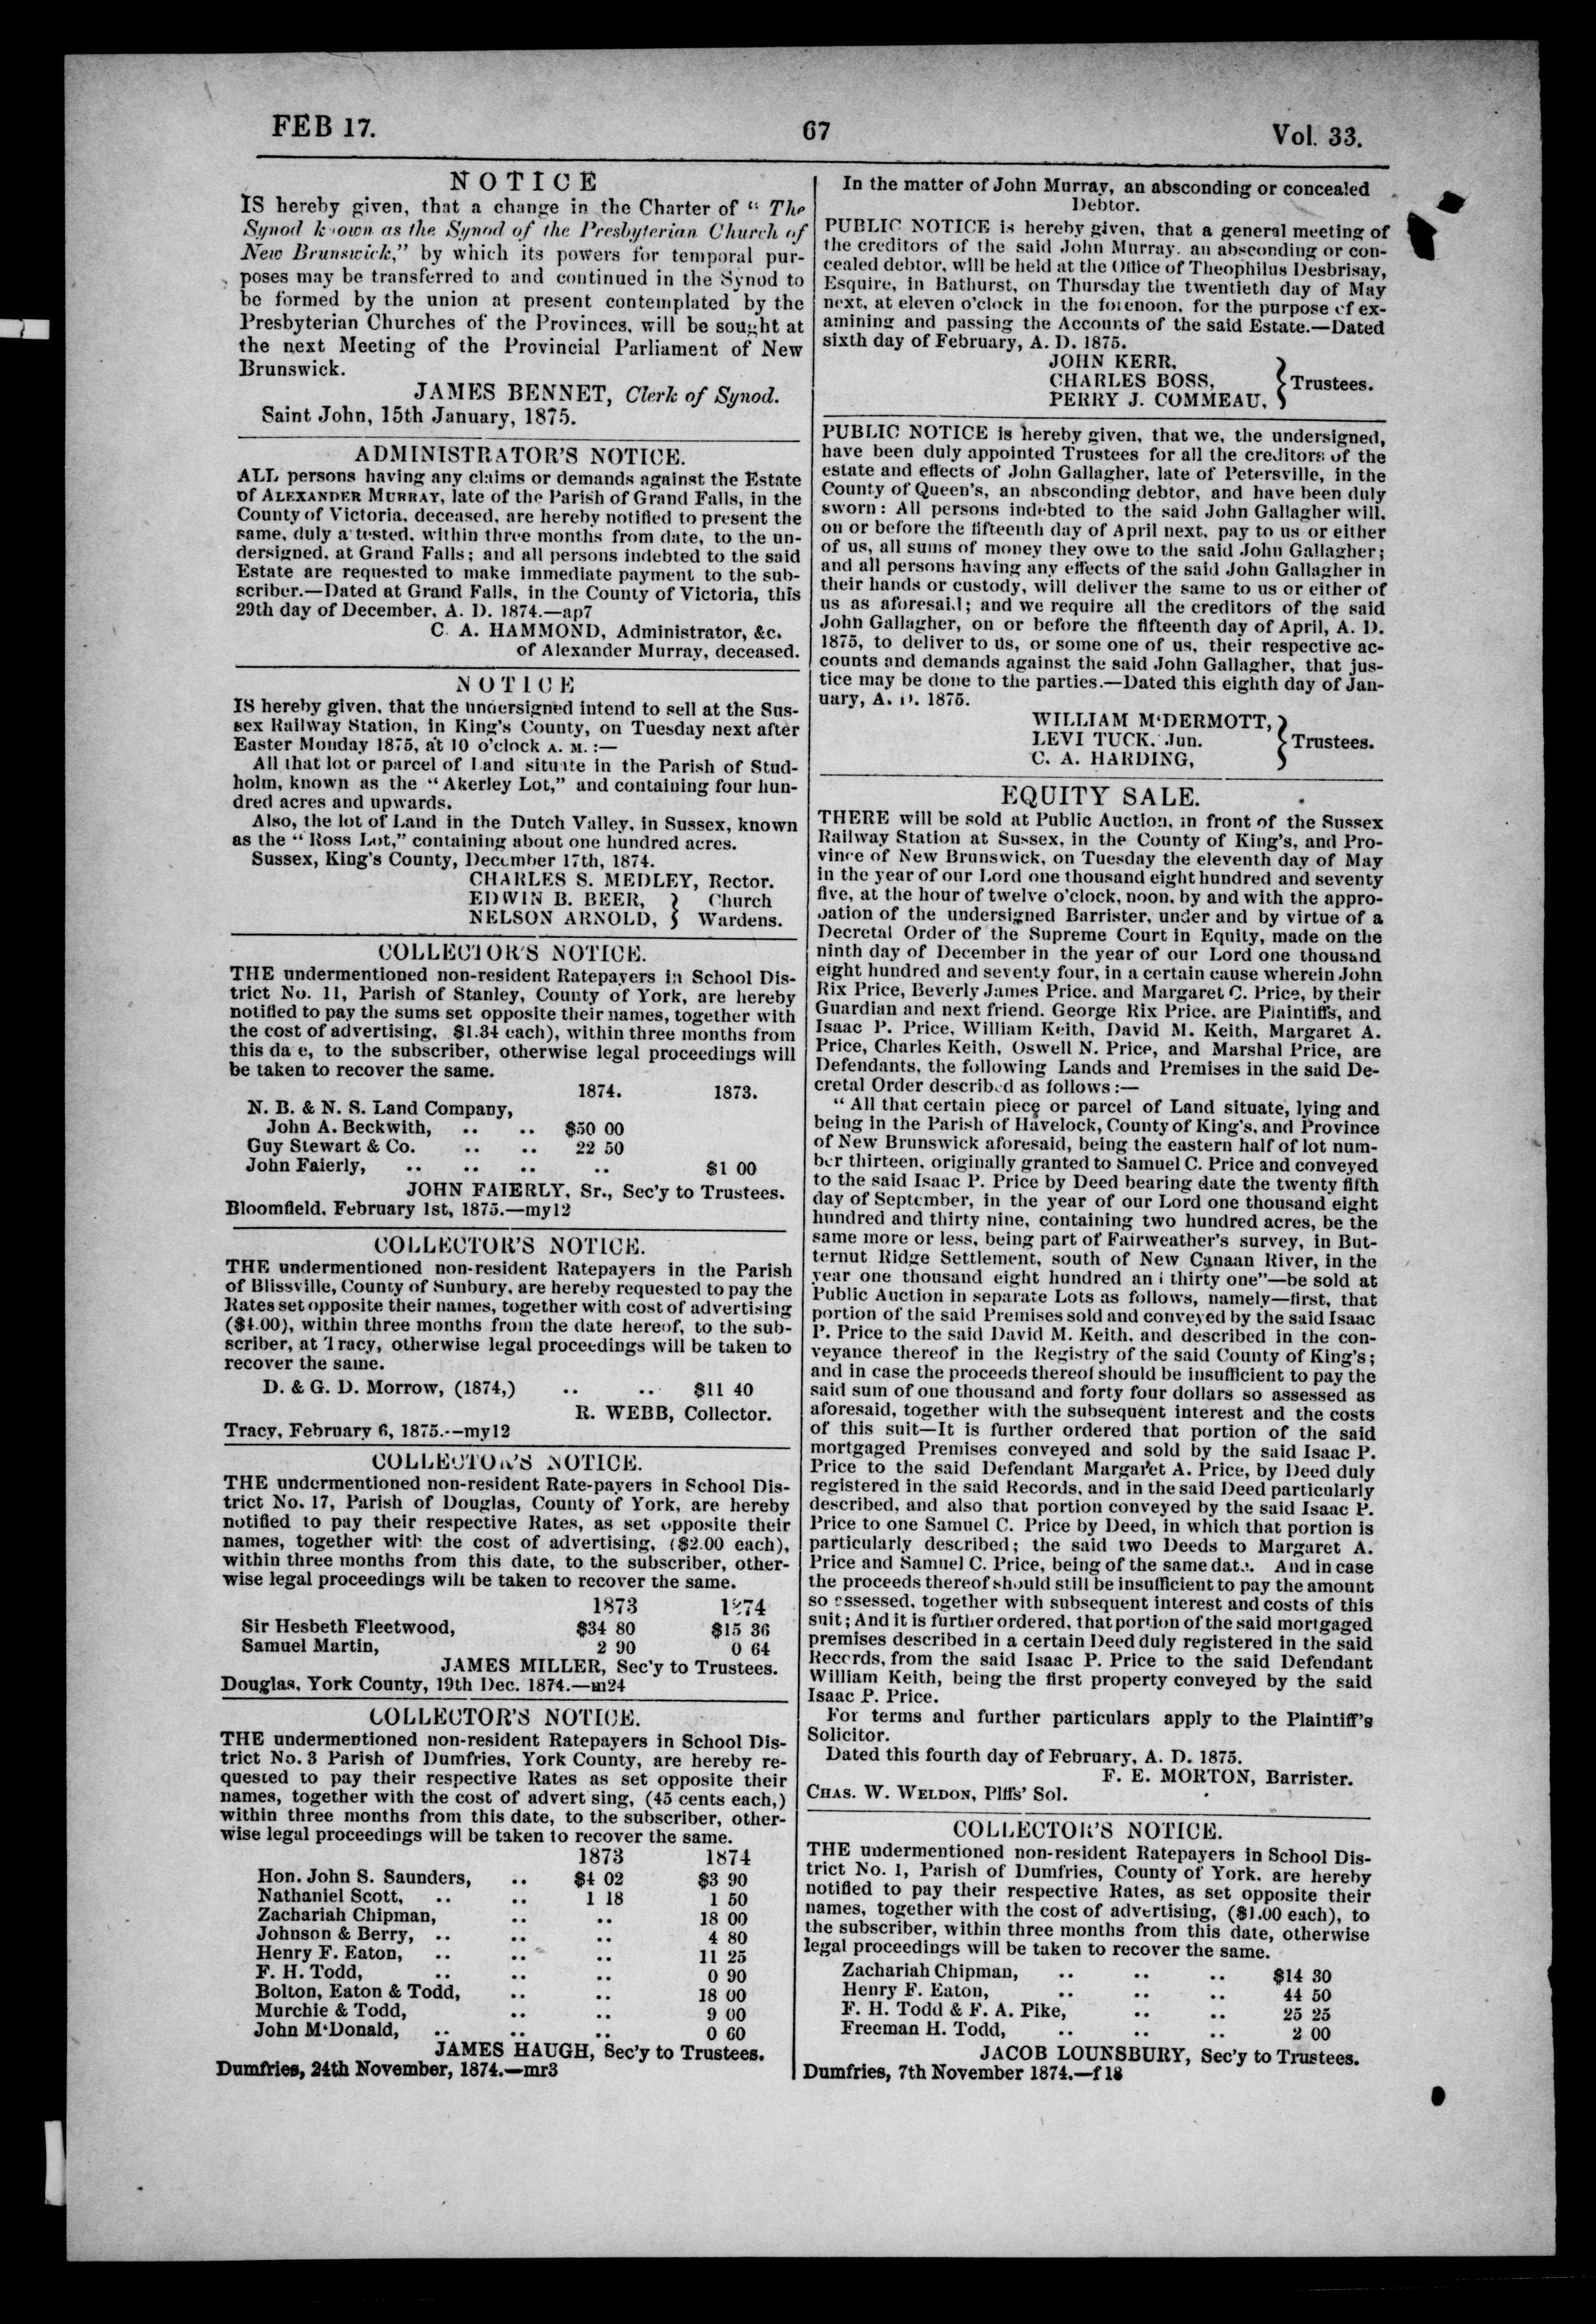 FEB 17.
67
Vol. 33.
NOTICE
IS hereby given, that a change in the Charter of "The
Synod k own as the Synod of the Presbyterian Church of
New Brunswick," by which its powers for temporal pur-
poses may be transferred to and continued in the Synod to
be formed by the union at present contemplated by the
Presbyterian Churches of the Provinces, will be sought at
the next Meeting of the Provincial Parliament of New
Brunswick.
JAMES BENNET, Clerk of Synod.
Saint John, 15th January, 1875.
ADMINISTRATOR'S NOTICE.
ALL persons having any claims or demands against the Estate
of ALEXANDER MURRAY, late of the Parish of Grand Falls, in the
County of Victoria, deceased, are hereby notified to present the
same, duly attested, within three months from date, to the un-
dersigned, at Grand Falls; and all persons indebted to the said
Estate are requested to make immediate payment to the sub-
scriber.—Dated at Grand Falls, in the County of Victoria, this
29th day of December, A. D. 1874.—ap7
C. A. HAMMOND, Administrator, &c.
of Alexander Murray, deceased.
NOTICE
IS hereby given, that the undersigned intend to sell at the Sus-
sex Railway Station, in King's County, on Tuesday next after
Easter Monday 1875, at 10 o'clock A. M. :—
All that lot or parcel of Land situate in the Parish of Stud-
holm, known as the "Akerley Lot," and containing four hun-
dred acres and upwards.
Also, the lot of Land in the Dutch Valley, in Sussex, known
as the "Ross Lot," containing about one hundred acres.
Sussex, King's County, December 17th, 1874.
CHARLES S. MEDLEY, Rector.
EDWIN B. BEER, } Church
NELSON ARNOLD, } Wardens.
COLLECTOR'S NOTICE.
THE undermentioned non-resident Ratepayers in School Dis-
trict No. 11, Parish of Stanley, County of York, are hereby
notified to pay the sums set opposite their names, together with
the cost of advertising, $1.34 each), within three months from
this da e, to the subscriber, otherwise legal proceedings will
be taken to recover the same.
1874. 1873.
N. B. & N. S. Land Company,
John A. Beckwith, .. .. $50 00
Guy Stewart & Co. .. .. 22 50
John Faierly, .. .. .. .. $1 00
JOHN FAIERLY, Sr., Sec'y to Trustees.
Bloomfield, February 1st, 1875.—my12
COLLECTOR'S NOTICE.
THE undermentioned non-resident Ratepayers in the Parish
of Blissville, County of Sunbury, are hereby requested to pay the
Rates set opposite their names, together with cost of advertising
($4.00), within three months from the date hereof, to the sub-
scriber, at Tracy, otherwise legal proceedings will be taken to
recover the same.
D. & G. D. Morrow, (1874,) .. .. $11 40
R. WEBB, Collector.
Tracy, February 6, 1875.--my12
COLLECTOR'S NOTICE.
THE undermentioned non-resident Rate-payers in School Dis-
trict No. 17, Parish of Douglas, County of York, are hereby
notified to pay their respective Rates, as set opposite their
names, together with the cost of advertising, ($2.00 each),
within three months from this date, to the subscriber, other-
wise legal proceedings will be taken to recover the same.
1873 1874
Sir Hesbeth Fleetwood, $34 80 $15 36
Samuel Martin, 2 90 0 64
JAMES MILLER, Sec'y to Trustees.
Douglas, York County, 19th Dec. 1874.—m24
COLLECTOR'S NOTICE.
THE undermentioned non-resident Ratepayers in School Dis-
trict No. 3 Parish of Dumfries, York County, are hereby re-
quested to pay their respective Rates as set opposite their
names, together with the cost of advert sing, (45 cents each,)
within three months from this date, to the subscriber, other-
wise legal proceedings will be taken to recover the same.
1873 1874
Hon. John S. Saunders, .. $4 02 $3 90
Nathaniel Scott, .. .. 1 18 1 50
Zachariah Chipman, .. .. 18 00
Johnson & Berry, .. .. .. 4 80
Henry F. Eaton, .. .. .. 11 25
F. H. Todd, .. .. .. 0 90
Bolton, Eaton & Todd, .. .. 18 00
Murchie & Todd, .. .. 9 00
John M'Donald, .. .. .. 0 60
JAMES HAUGH, Sec'y to Trustees.
Dumfries, 24th November, 1874.—mr3
In the matter of John Murray, an absconding or concealed
Debtor.
PUBLIC NOTICE is hereby given, that a general meeting of
the creditors of the said John Murray, an absconding or con-
cealed debtor, will be held at the Office of Theophilus Desbrisay,
Esquire, in Bathurst, on Thursday the twentieth day of May
next, at eleven o'clock in the forenoon, for the purpose of ex-
amining and passing the Accounts of the said Estate.—Dated
sixth day of February, A. D. 1875.
JOHN KERR,
CHARLES BOSS, } Trustees.
PERRY J. COMMEAU,
PUBLIC NOTICE is hereby given, that we, the undersigned,
have been duly appointed Trustees for all the creditors of the
estate and effects of John Gallagher, late of Petersville, in the
County of Queen's, an absconding debtor, and have been duly
sworn: All persons indebted to the said John Gallagher will,
on or before the fifteenth day of April next, pay to us or either
of us, all sums of money they owe to the said John Gallagher;
and all persons having any effects of the said John Gallagher in
their hands or custody, will deliver the same to us or either of
us as aforesaid; and we require all the creditors of the said
John Gallagher, on or before the fifteenth day of April, A. D.
1875, to deliver to us, or some one of us, their respective ac-
counts and demands against the said John Gallagher, that jus-
tice may be done to the parties.—Dated this eighth day of Jan-
uary, A. D. 1875.
WILLIAM M'DERMOTT,
LEVI TUCK. Jun. } Trustees.
C. A. HARDING,
EQUITY SALE.
THERE will be sold at Public Auction, in front of the Sussex
Railway Station at Sussex, in the County of King's, and Pro-
vince of New Brunswick, on Tuesday the eleventh day of May
in the year of our Lord one thousand eight hundred and seventy
five, at the hour of twelve o'clock, noon, by and with the appro-
bation of the undersigned Barrister, under and by virtue of a
Decretal Order of the Supreme Court in Equity, made on the
ninth day of December in the year of our Lord one thousand
eight hundred and seventy four, in a certain cause wherein John
Rix Price, Beverly James Price, and Margaret C. Price, by their
Guardian and next friend, George Rix Price, are Plaintiffs, and
Isaac P. Price, William Keith, David M. Keith, Margaret A.
Price, Charles Keith, Oswell N. Price, and Marshal Price, are
Defendants, the following Lands and Premises in the said De-
cretal Order described as follows :—
"All that certain piece or parcel of Land situate, lying and
being in the Parish of Havelock, County of King's, and Province
of New Brunswick aforesaid, being the eastern half of lot num-
ber thirteen, originally granted to Samuel C. Price and conveyed
to the said Isaac P. Price by Deed bearing date the twenty fifth
day of September, in the year of our Lord one thousand eight
hundred and thirty nine, containing two hundred acres, be the
same more or less, being part of Fairweather's survey, in But-
ternut Ridge Settlement, south of New Canaan River, in the
year one thousand eight hundred and thirty one"—be sold at
Public Auction in separate Lots as follows, namely—first, that
portion of the said Premises sold and conveyed by the said Isaac
P. Price to the said David M. Keith, and described in the con-
veyance thereof in the Registry of the said County of King's;
and in case the proceeds thereof should be insufficient to pay the
said sum of one thousand and forty four dollars so assessed as
aforesaid, together with the subsequent interest and the costs
of this suit—It is further ordered that portion of the said
mortgaged Premises conveyed and sold by the said Isaac P.
Price to the said Defendant Margaret A. Price, by Deed duly
registered in the said Records, and in the said Deed particularly
described, and also that portion conveyed by the said Isaac P.
Price to one Samuel C. Price by Deed, in which that portion is
particularly described; the said two Deeds to Margaret A.
Price and Samuel C. Price, being of the same date. And in case
the proceeds thereof should still be insufficient to pay the amount
so assessed, together with subsequent interest and costs of this
suit; And it is further ordered, that portion of the said mortgaged
premises described in a certain Deed duly registered in the said
Records, from the said Isaac P. Price to the said Defendant
William Keith, being the first property conveyed by the said
Isaac P. Price.
For terms and further particulars apply to the Plaintiff's
Solicitor.
Dated this fourth day of February, A. D. 1875.
F. E. MORTON, Barrister.
CHAS. W. WELDON, Plffs' Sol.
COLLECTOR'S NOTICE.
THE undermentioned non-resident Ratepayers in School Dis-
trict No. 1, Parish of Dumfries, County of York, are hereby
notified to pay their respective Rates, as set opposite their
names, together with the cost of advertising, ($1.00 each), to
the subscriber, within three months from this date, otherwise
legal proceedings will be taken to recover the same.
Zachariah Chipman, .. .. .. $14 30
Henry F. Eaton, .. .. .. 44 50
F. H. Todd & F. A. Pike, .. .. 25 25
Freeman H. Todd, .. .. .. 2 00
JACOB LOUNSBURY, Sec'y to Trustees.
Dumfries, 7th November 1874.—f18